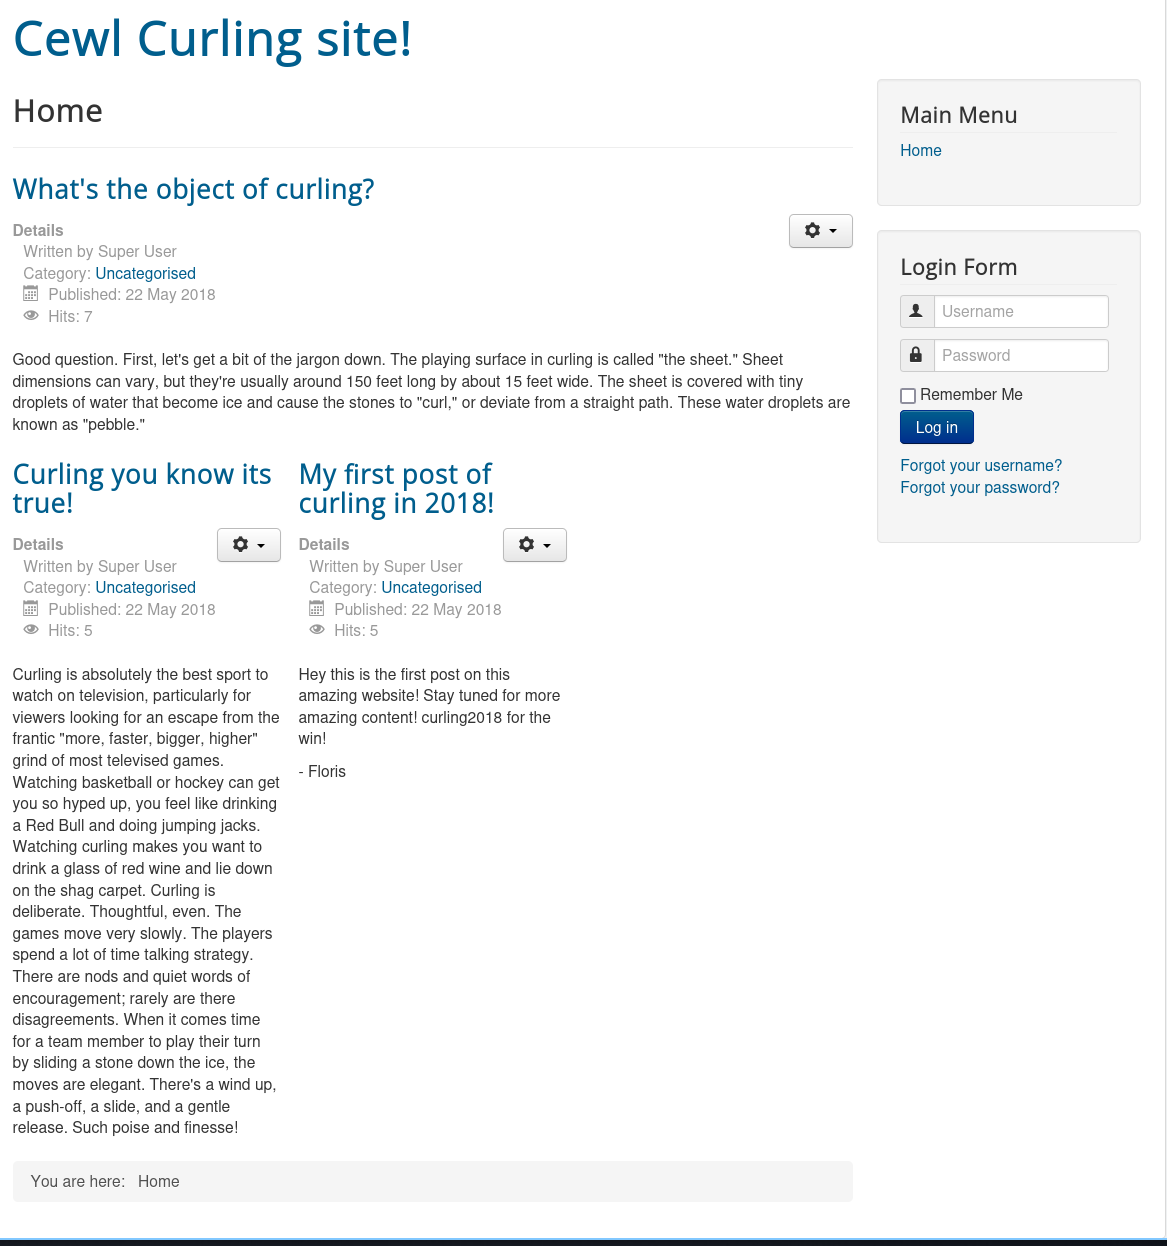 Cewl Curling site!
Home
What's the object of curling?
Details
Written by Super User
Category: Uncategorised
Published: 22 May 2018
Hits: 7
Good question. First, let's get a bit of the jargon down. The playing surface in curling is called "the sheet." Sheet
dimensions can vary, but they're usually around 150 feet long by about 15 feet wide. The sheet is covered with tiny
droplets of water that become ice and cause the stones to "curl," or deviate from a straight path. These water droplets are
known as "pebble."
Curling you know its
true!
Details
Written by Super User
Category: Uncategorised
Published: 22 May 2018
Hits: 5
Curling is absolutely the best sport to
watch on television, particularly for
viewers looking for an escape from the
frantic "more, faster, bigger, higher"
grind of most televised games.
Watching basketball or hockey can get
you so hyped up, you feel like drinking
a Red Bull and doing jumping jacks.
Watching curling makes you want to
drink a glass of red wine and lie down
on the shag carpet. Curling is
deliberate. Thoughtful, even. The
games move very slowly. The players
spend a lot of time talking strategy.
There are nods and quiet words of
encouragement; rarely are there
disagreements. When it comes time
for a team member to play their turn
by sliding a stone down the ice, the
moves are elegant. There's a wind up,
a push-off, a slide, and a gentle
release. Such poise and finesse!
My first post of
curling in 2018!
Details
Written by Super User
Category: Uncategorised
Published: 22 May 2018
Hits: 5
Hey this is the first post on this
amazing website! Stay tuned for more
amazing content! curling2018 for the
win!
- Floris
You are here: Home
Main Menu
Home
Login Form
Username
Password
Remember Me
Log in
Forgot your username?
Forgot your password?